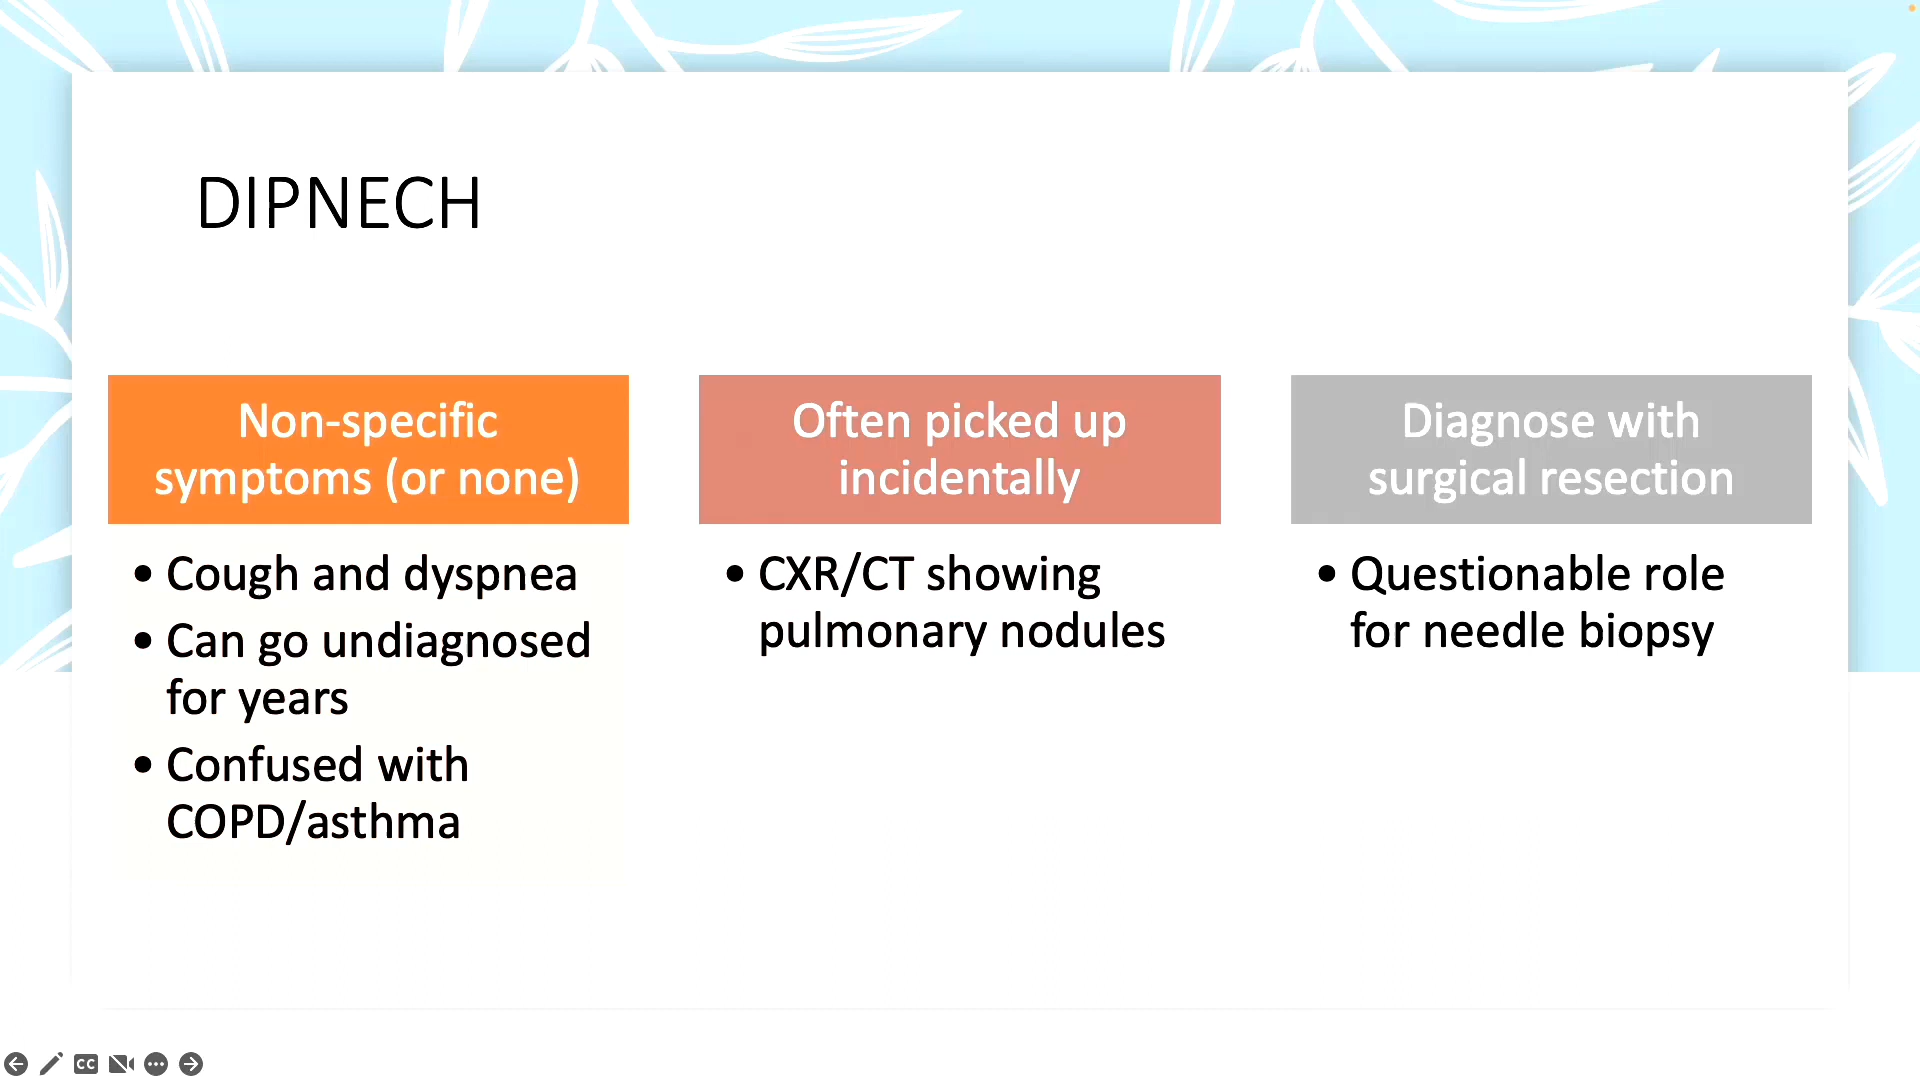 DIPNECH
Non-specific
symptoms (or none)
• Cough and dyspnea
• Can go undiagnosed
for years
• Confused with
COPD/asthma
Often picked up
incidentally
• CXR/CT showing
pulmonary nodules
Diagnose with
surgical resection
• Questionable role
for needle biopsy
CC